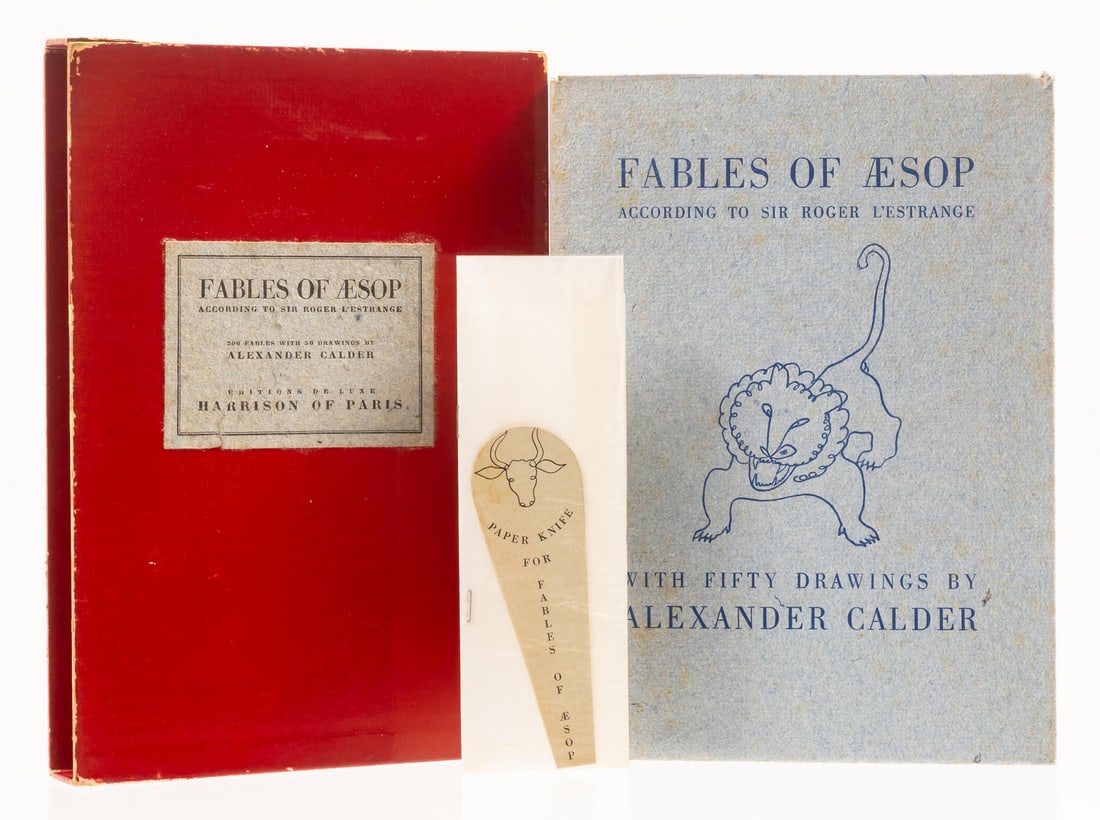 FABLES OF ÆSOP
ACCORDING TO SIR ROGER L'ESTRANGE
200 FABLES WITH 50 DRAWINGS BY
ALEXANDER CALDER
EDITIONS DE LUXE
HARRISON OF PARIS
PAPER KNIFE
FOR
FABLES
OF
ÆSOP
FABLES OF ÆSOP
ACCORDING TO SIR ROGER L'ESTRANGE
WITH FIFTY DRAWINGS BY
ALEXANDER CALDER